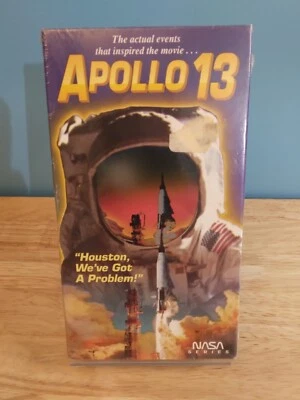 The actual events
that inspired the movie . . .
APOLLO 13
"Houston,
We've Got
A Problem!"
NASA
SERIES